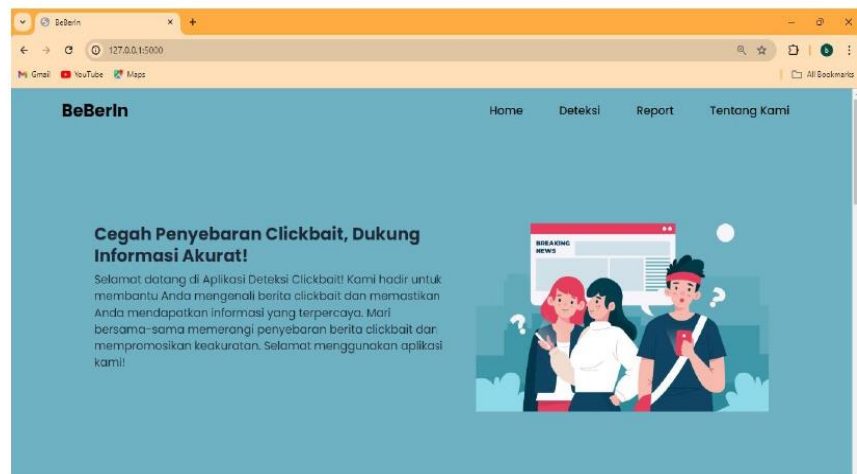 BeBerIn
127.0.0.1:5000
Gmail YouTube Maps All Bookmarks
BeBerIn Home Deteksi Report Tentang Kami
Cegah Penyebaran Clickbait, Dukung
Informasi Akurat!
Selamat datang di Aplikasi Deteksi Clickbait! Kami hadir untuk
membantu Anda mengenali berita clickbait dan memastikan
Anda mendapatkan informasi yang terpercaya. Mari
bersama-sama memerangi penyebaran berita clickbait dan
mempromosikan keakuratan. Selamat menggunakan aplikasi
kami!
BREAKING
NEWS